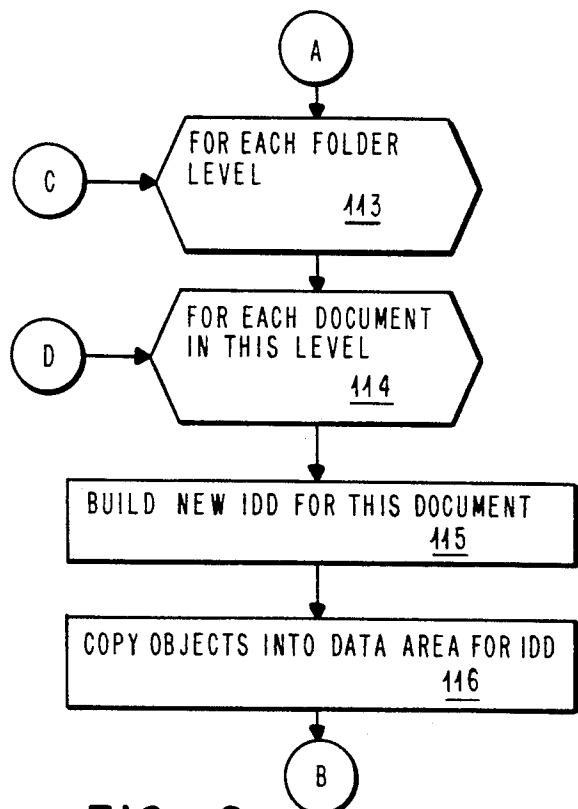 A
FOR EACH FOLDER
LEVEL
113
C
FOR EACH DOCUMENT
IN THIS LEVEL
114
D
BUILD NEW IDD FOR THIS DOCUMENT
115
COPY OBJECTS INTO DATA AREA FOR IDD
116
B